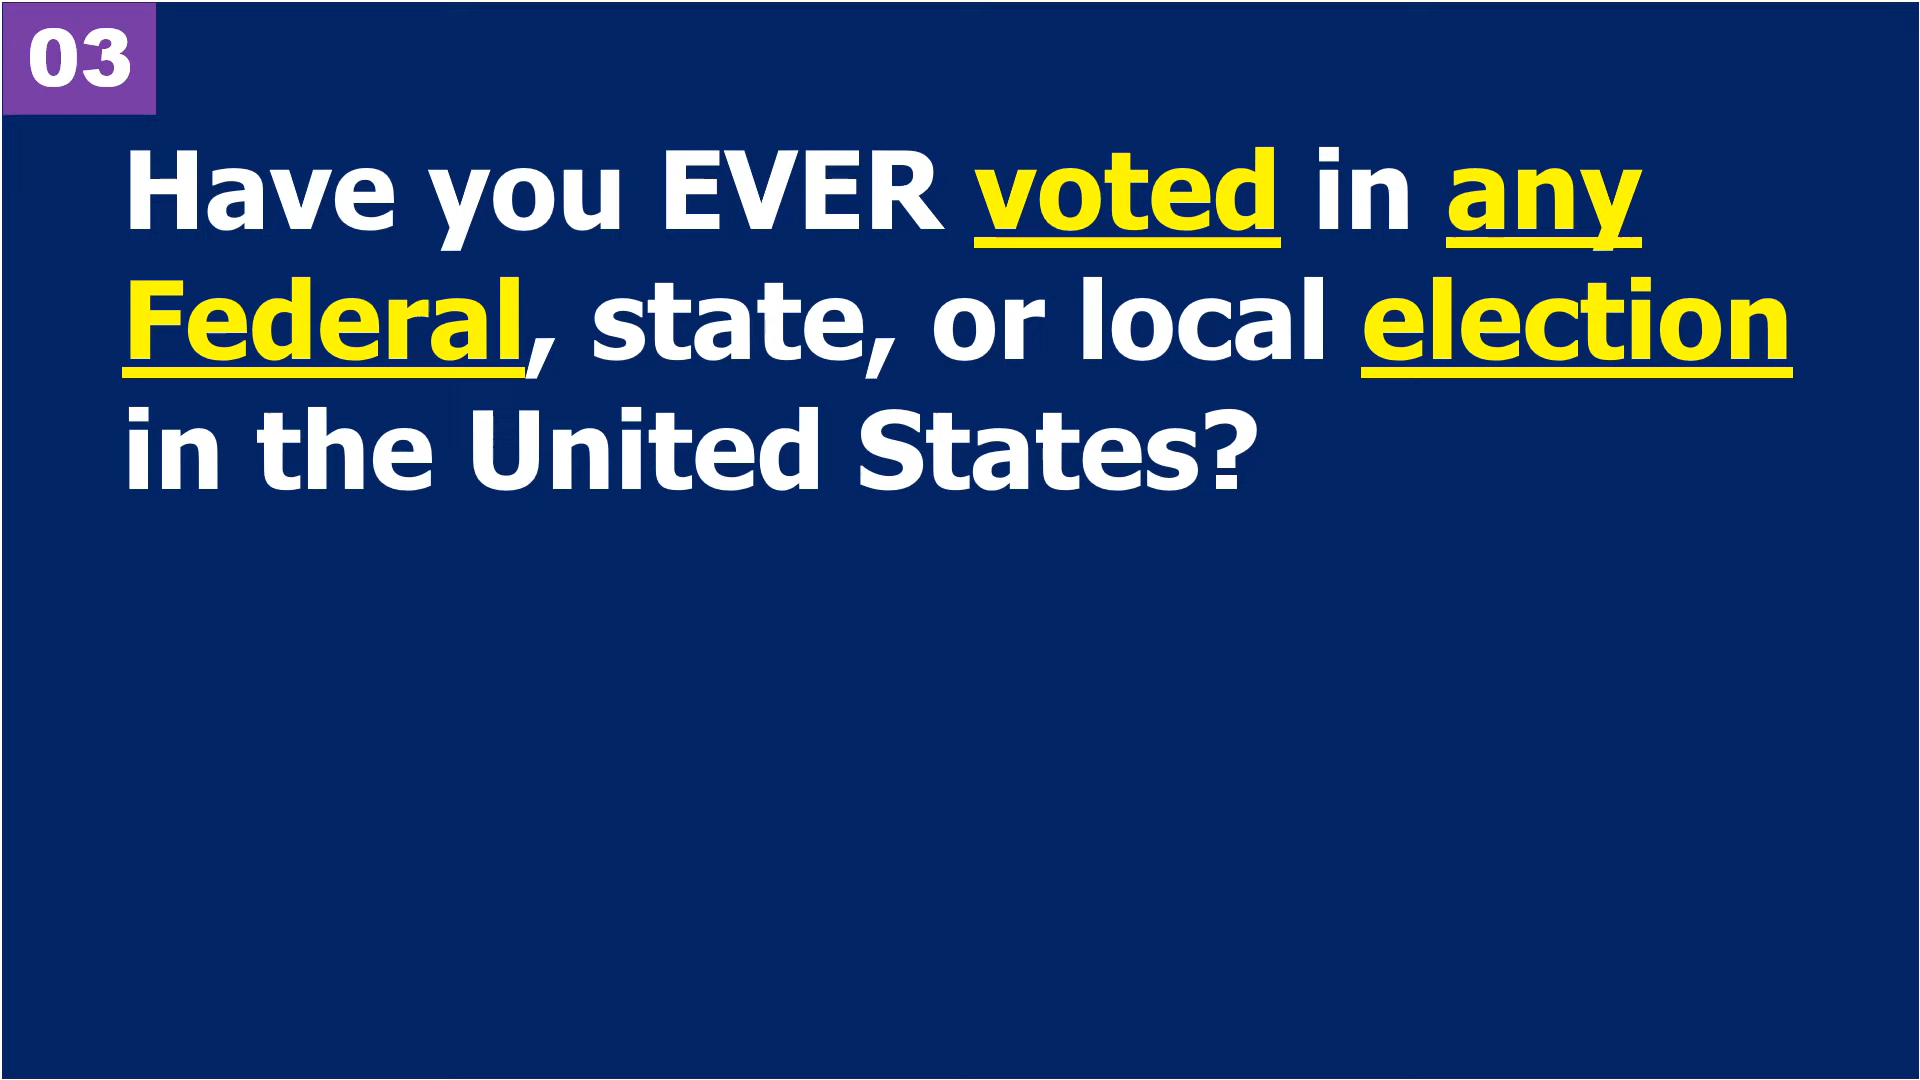 03
Have you EVER voted in any
Federal, state, or local election
in the United States?